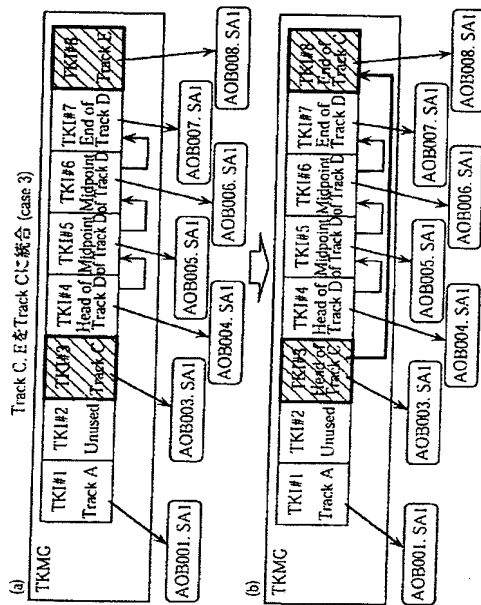 Track C, EをTrack Cに統合 (case 3)
(a)
TKMG
TKI#1
Track A
TKI#2
Unused
TKI#3
Track C
TKI#4
Head of
Track D
TKI#5
Midpoint
of Track D
TKI#6
Midpoint
of Track D
TKI#7
End of
Track D
TKI#8
Track E
AOB001. SA1
AOB003. SA1
AOB004. SA1
AOB005. SA1
AOB006. SA1
AOB007. SA1
AOB008. SA1
(b)
TKMG
TKI#1
Track A
TKI#2
Unused
Head of
Track C
TKI#4
Head of
Track D
TKI#5
Midpoint
of Track D
TKI#6
Midpoint
of Track D
TKI#7
End of
Track D
TKI#8
End of
Track C
AOB001. SA1
AOB003. SA1
AOB004. SA1
AOB005. SA1
AOB006. SA1
AOB007. SA1
AOB008. SA1